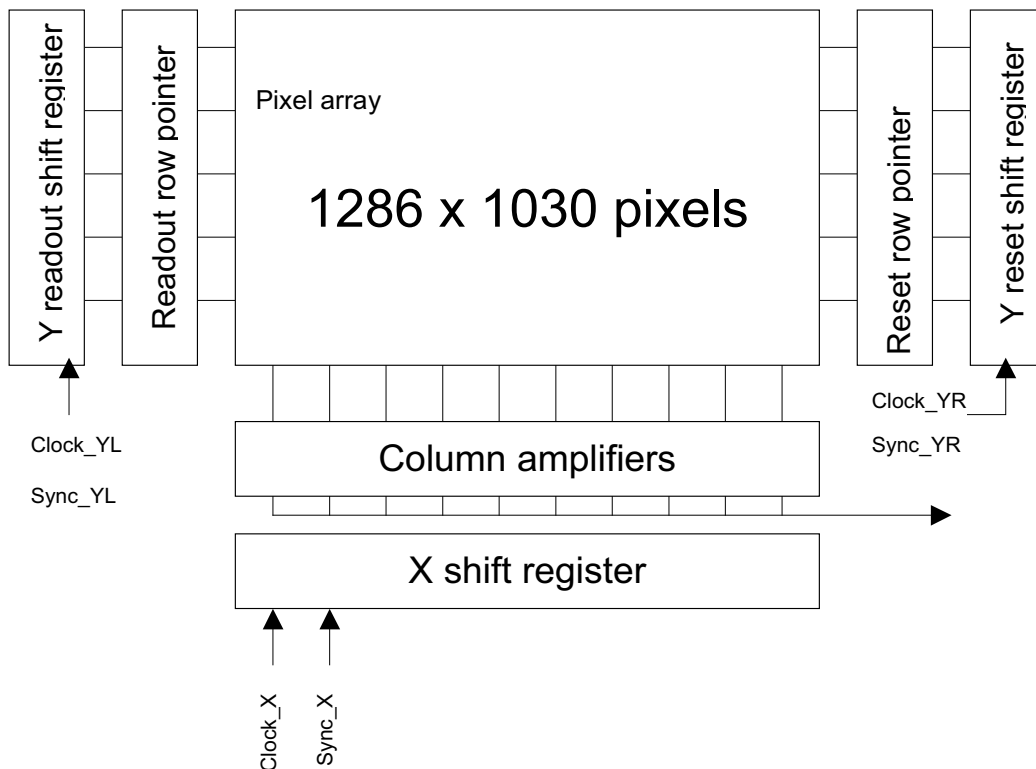 Y readout shift register
Readout row pointer
Pixel array
1286 x 1030 pixels
Reset row pointer
Y reset shift register
Clock_YL
Sync_YL
Clock_YR
Sync_YR
Column amplifiers
X shift register
Clock_X
Sync_X